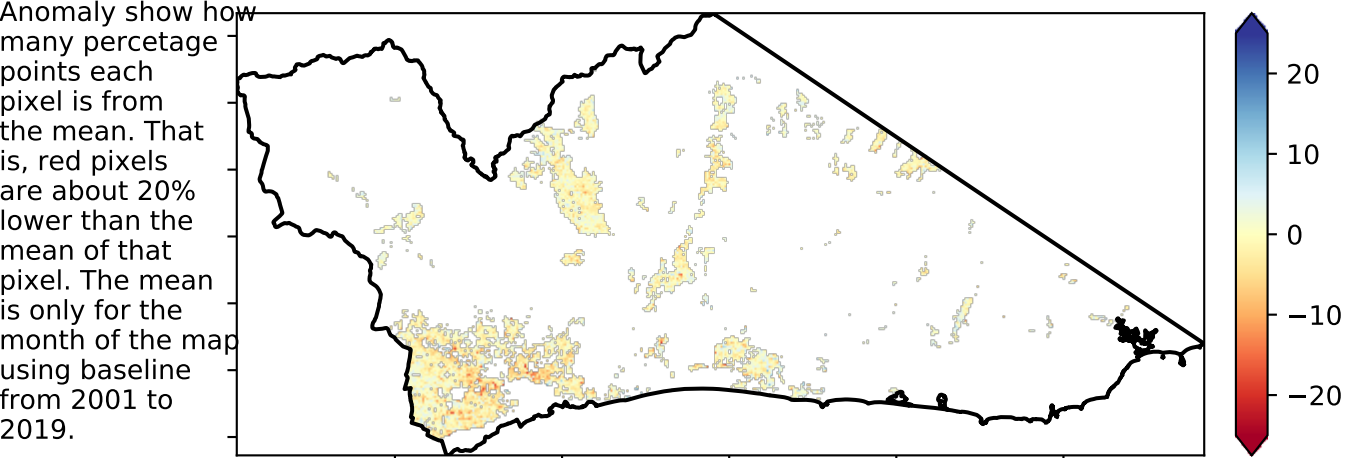 Anomaly show how
many percetage
points each
pixel is from
the mean. That
is, red pixels
are about 20%
lower than the
mean of that
pixel. The mean
is only for the
month of the map
using baseline
from 2001 to
2019.
20
10
0
−10
−20